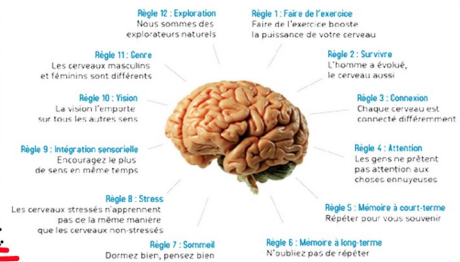 Règle 12 : Exploration
Nous sommes des
explorateurs naturels
Règle 1 : Faire de l'exercice
Faire de l'exercice booste
la puissance de votre cerveau
Règle 11 : Genre
Les cerveaux masculins
et féminins sont différents
Règle 2 : Survivre
L'homme a évolué,
le cerveau aussi
Règle 10 : Vision
La vision l'emporte
sur tous les autres sens
Règle 3 : Connexion
Chaque cerveau est
connecté différemment
Règle 9 : Intégration sensorielle
Encouragez le plus
de sens en même temps
Règle 4 : Attention
Les gens ne prêtent
pas attention aux
choses ennuyeuses
Règle 8 : Stress
Les cerveaux stressés n'apprennent
pas de la même manière
que les cerveaux non-stressés
Règle 5 : Mémoire à court-terme
Répéter pour vous souvenir
Règle 7 : Sommeil
Dormez bien, pensez bien
Règle 6 : Mémoire à long-terme
N'oubliez pas de répéter